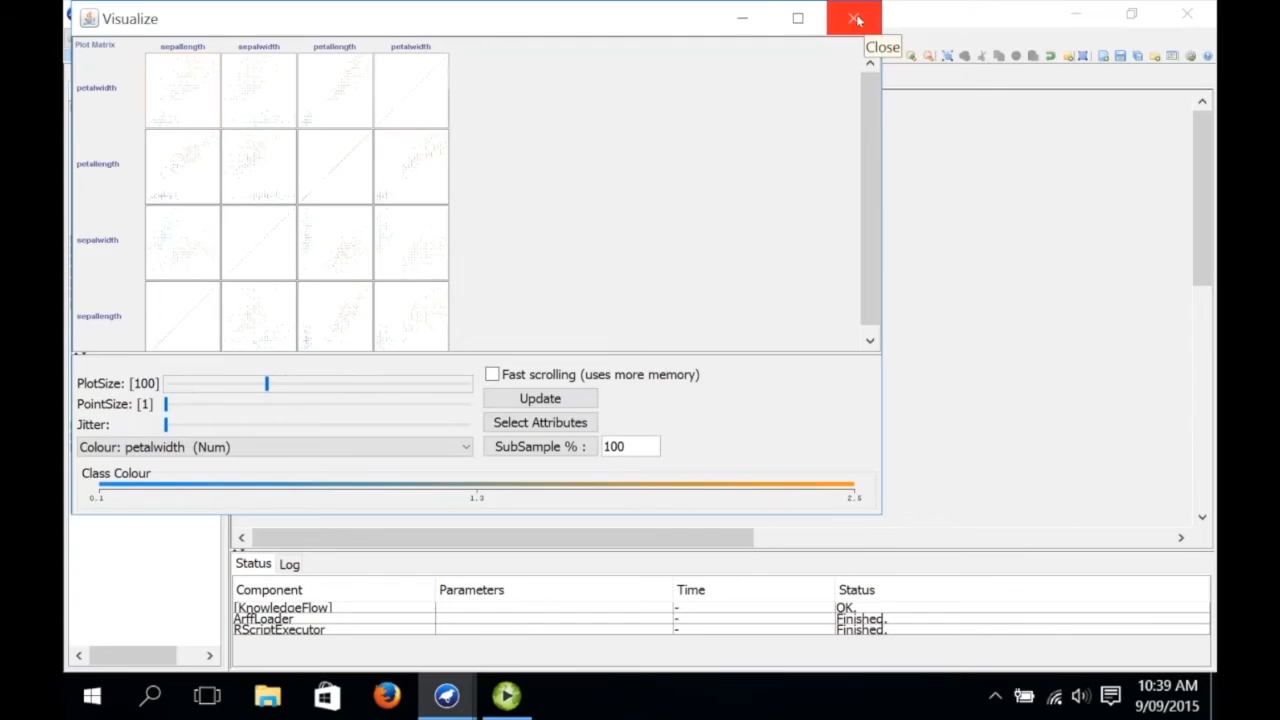 Visualize
Close
Plot Matrix
sepallength sepalwidth petallength petalwidth
petalwidth
petallength
sepalwidth
sepallength
PlotSize: [100]
PointSize: [1]
Jitter:
Colour: petalwidth (Num)
Fast scrolling (uses more memory)
Update
Select Attributes
SubSample % : 100
Class Colour
0.1 1.3 2.5
Status Log
Component Parameters Time Status
[KnowledgeFlow] - OK.
ArffLoader - Finished.
RScriptExecutor - Finished.
10:39 AM
9/09/2015